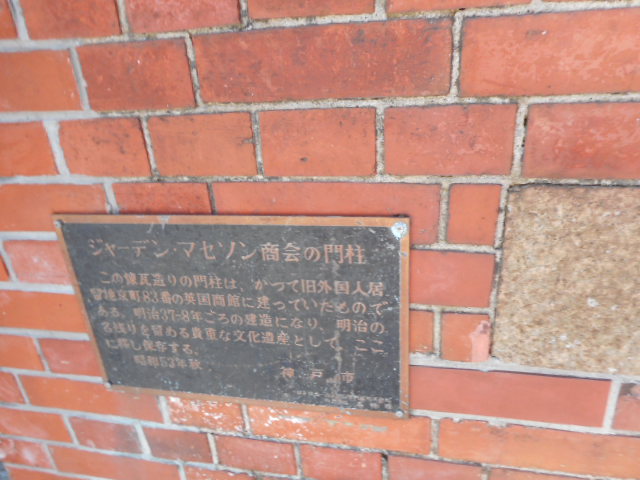 ジャーデン・マセソン商会の門柱
この煉瓦造りの門柱は、かつて旧外国人居
留地京町83番の英国商館に建っていたもので
ある。明治37-8年ごろの建造になり、明治の
名残りを留める貴重な文化遺産として、ここ
に移し保存する。
昭和53年秋
神戸市